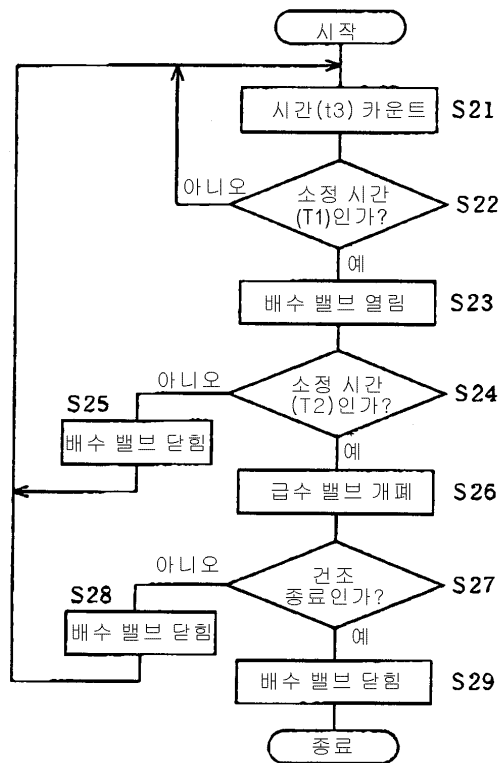 시작
시간(t3) 카운트 S21
아니오
소정 시간
(T1)인가?
S22
예
배수 밸브 열림 S23
아니오
소정 시간
(T2)인가?
S24
S25
배수 밸브 닫힘
예
급수 밸브 개폐 S26
아니오
건조
종료인가?
S27
S28
배수 밸브 닫힘
예
배수 밸브 닫힘 S29
종료